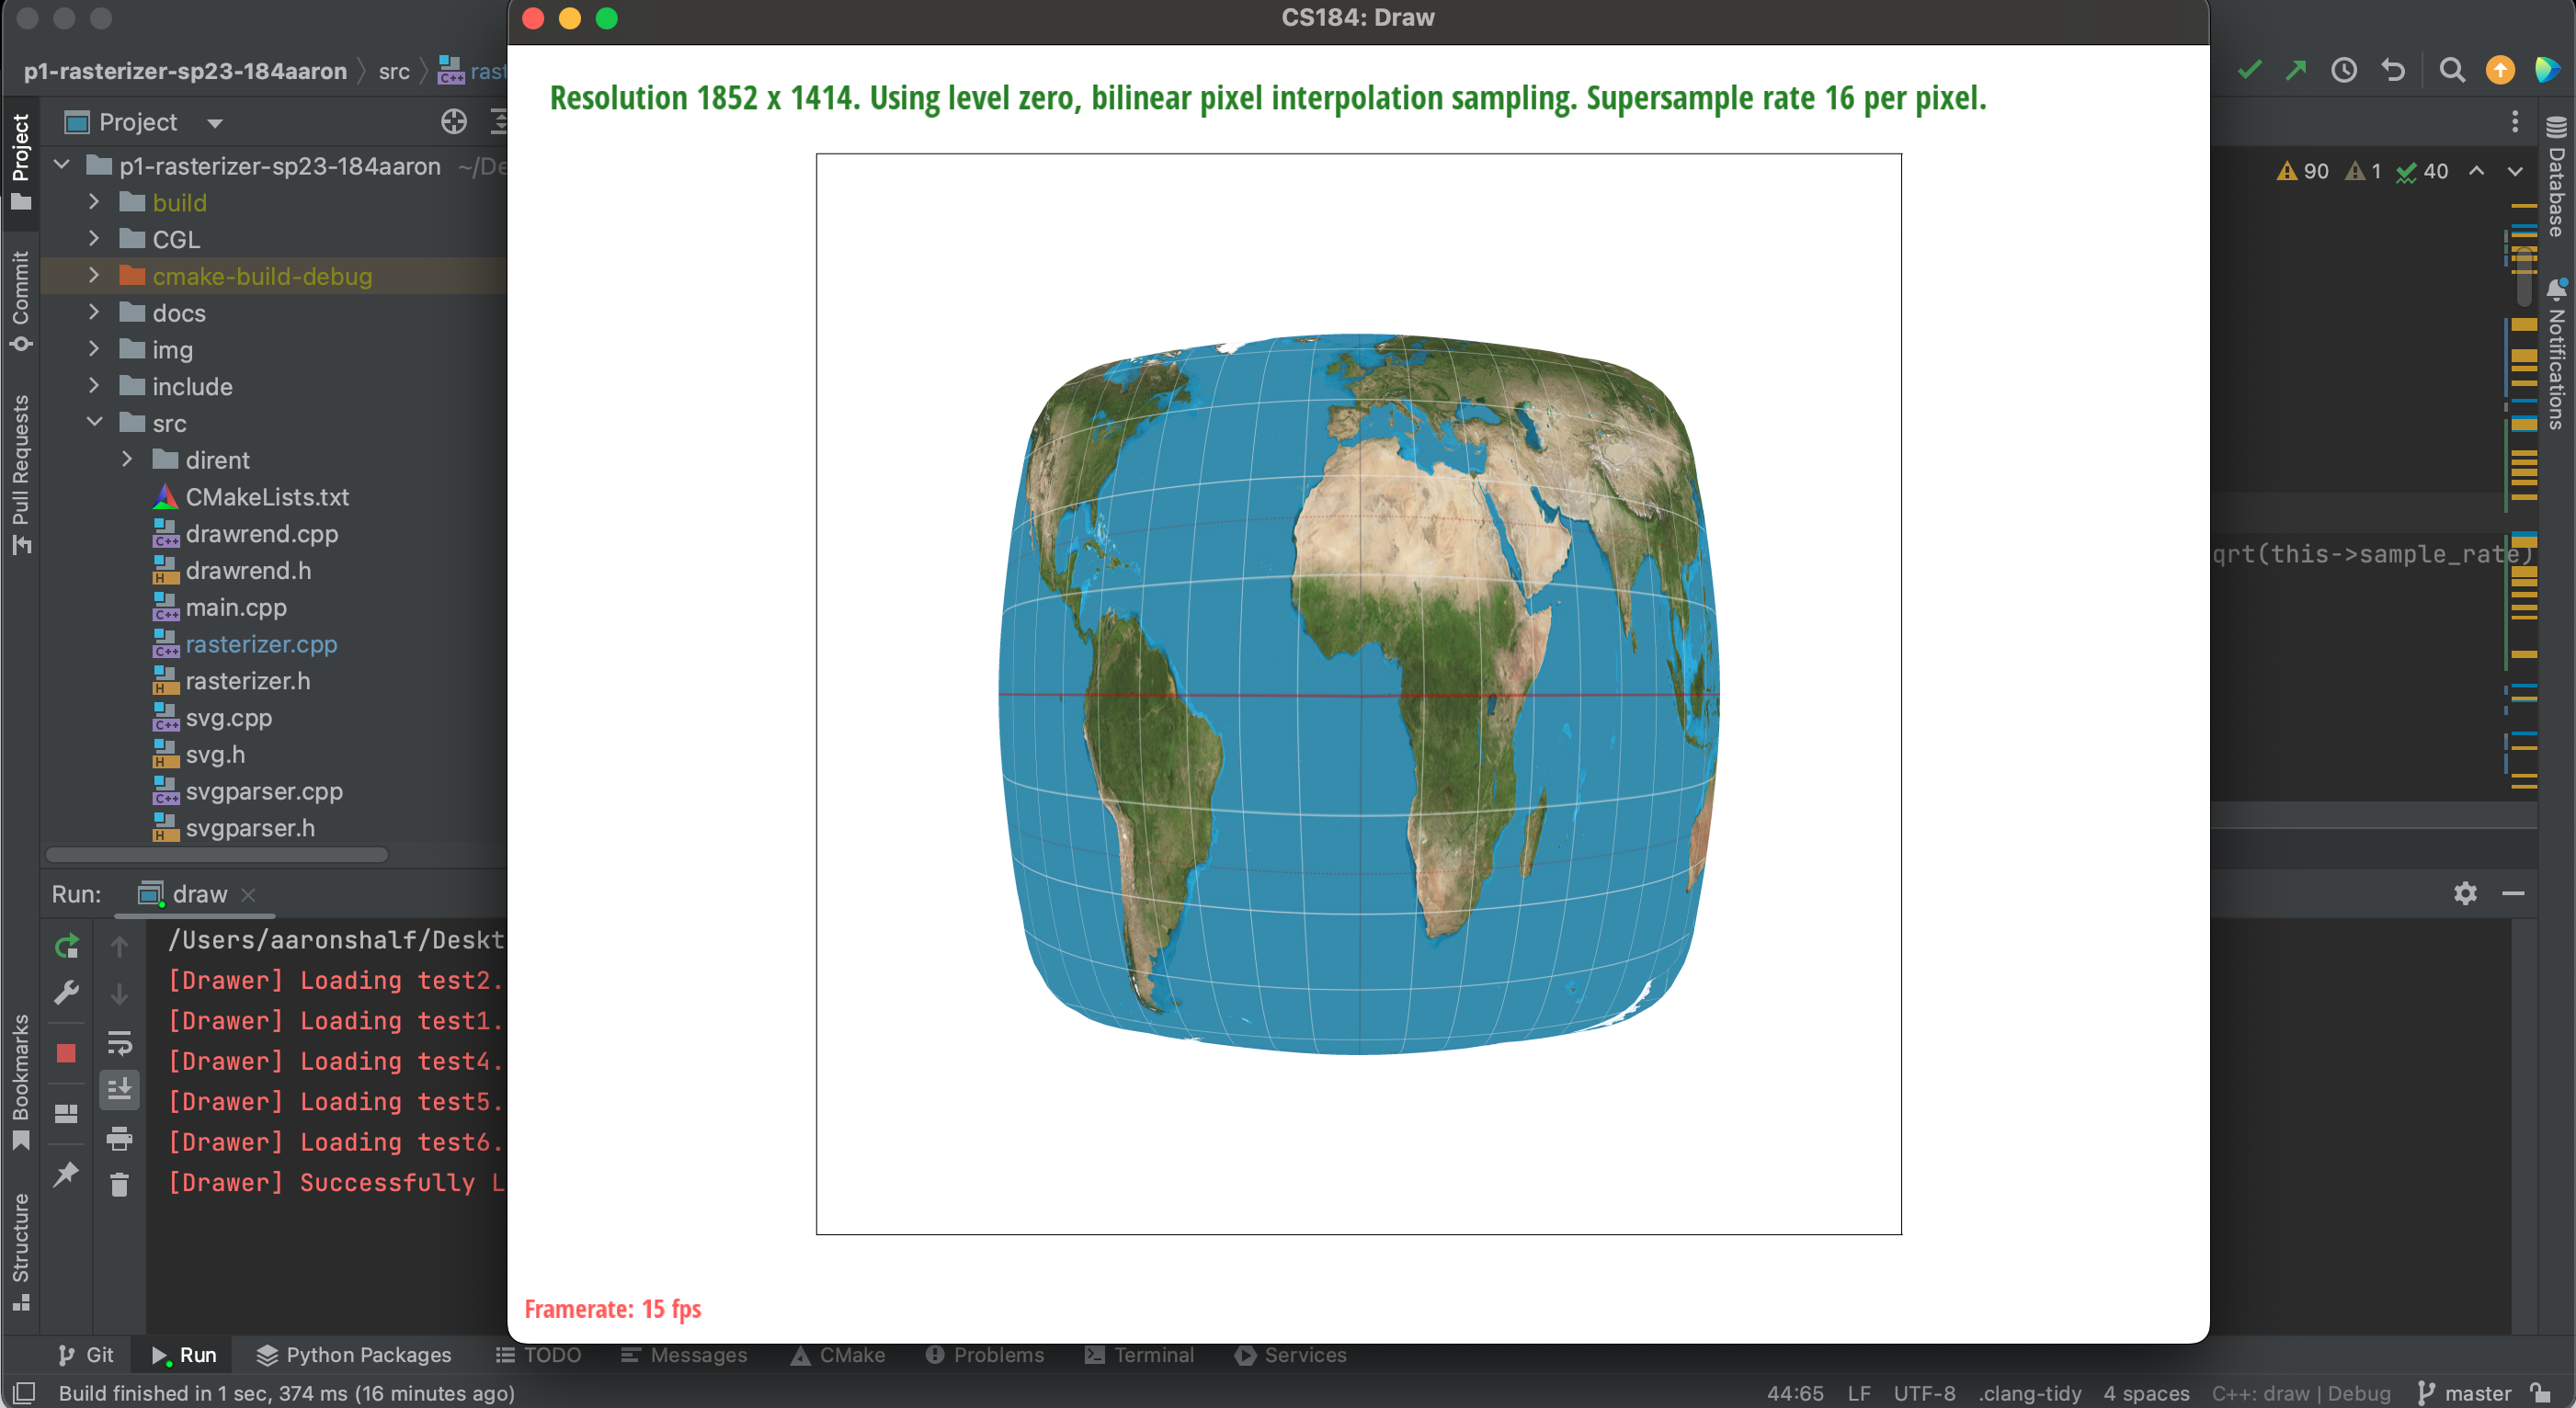 CS184: Draw
p1-rasterizer-sp23-184aaron
src
Resolution 1852 x 1414. Using level zero, bilinear pixel interpolation sampling. Supersample rate 16 per pixel.
Project
Project
Commit
Pull Requests
Bookmarks
Structure
p1-rasterizer-sp23-184aaron
build
CGL
cmake-build-debug
docs
img
include
src
dirent
CMakeLists.txt
drawrend.cpp
drawrend.h
main.cpp
rasterizer.cpp
rasterizer.h
svg.cpp
svg.h
svgparser.cpp
svgparser.h
90 1 40
Database
Notifications
qrt(this->sample_rate)
Run: draw
/Users/aaronshalf/Deskt
[Drawer] Loading test2.
[Drawer] Loading test1.
[Drawer] Loading test4.
[Drawer] Loading test5.
[Drawer] Loading test6.
[Drawer] Successfully L
Framerate: 15 fps
Git Run Python Packages TODO Messages CMake Problems Terminal Services
Build finished in 1 sec, 374 ms (16 minutes ago)
44:65 LF UTF-8 .clang-tidy 4 spaces C++: draw | Debug master